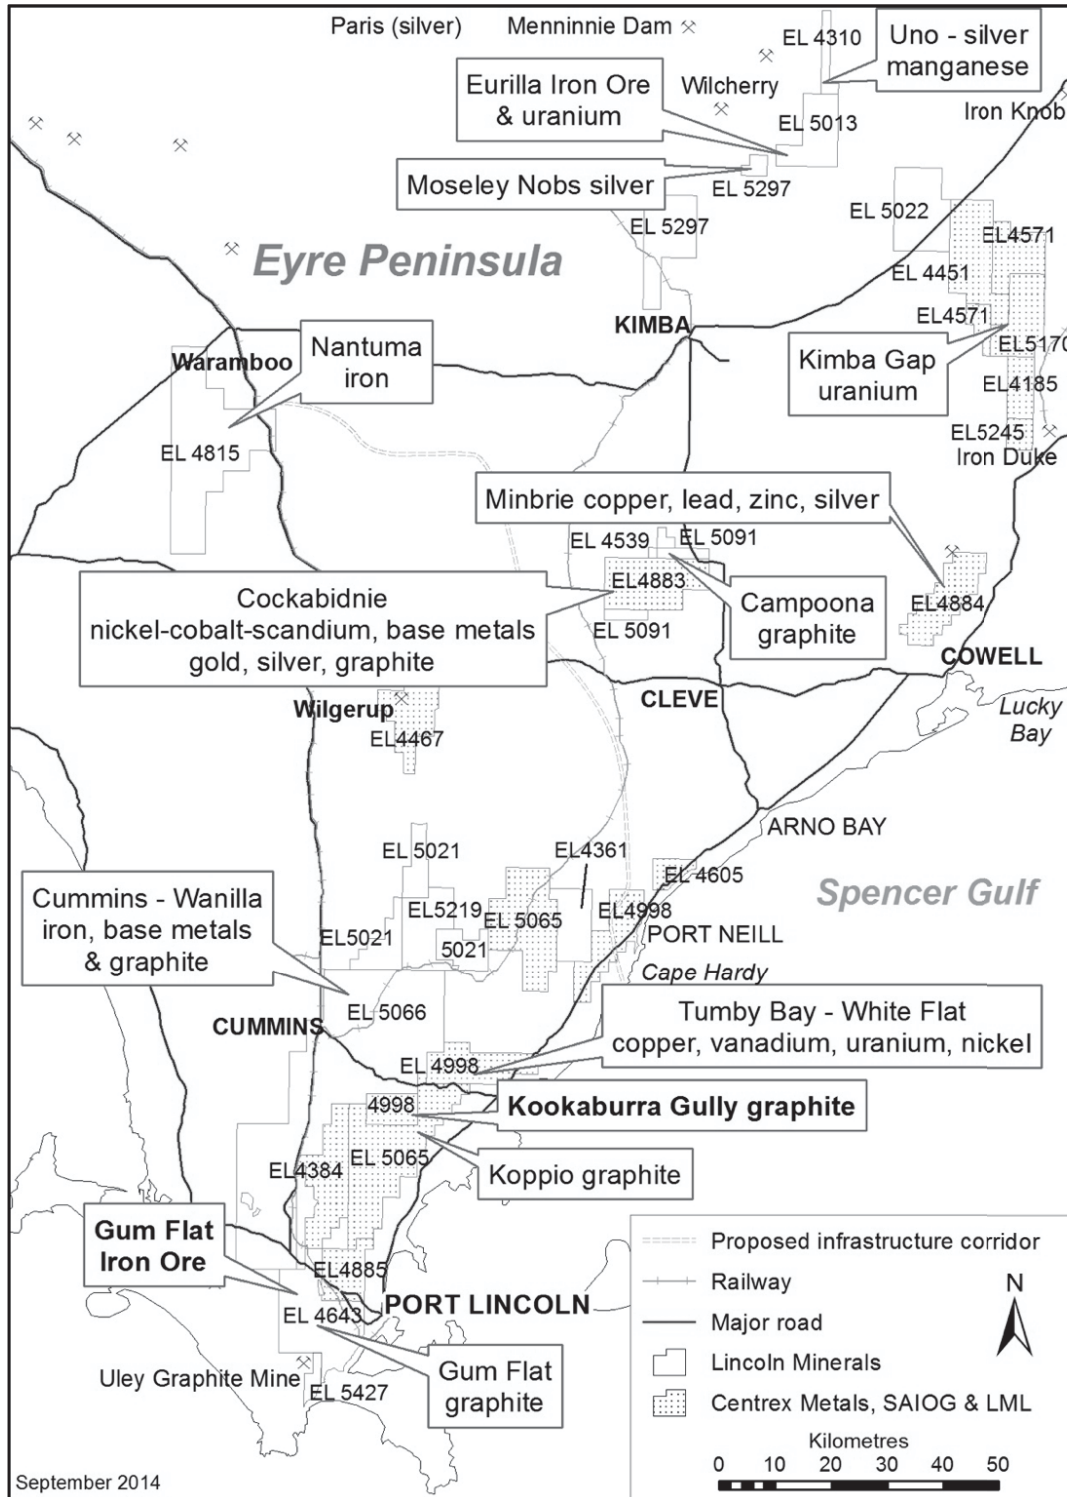 Paris (silver)
Menninnie Dam
EL 4310
Uno - silver
manganese
Eurilla Iron Ore
& uranium
Wilcherry
Iron Knob
EL 5013
Moseley Nobs silver
EL 5297
EL 5297
EL 5022
EL4571
Eyre Peninsula
EL 4451
EL4571
KIMBA
EL5170
Waramboo
Nantuma
iron
Kimba Gap
uranium
EL4185
EL 4815
EL5245
Iron Duke
Minbrie copper, lead, zinc, silver
EL 4539
EL 5091
EL4883
Cockabidnie
nickel-cobalt-scandium, base metals
gold, silver, graphite
Campoona
graphite
EL4884
EL 5091
COWELL
CLEVE
Wilgerup
Lucky
Bay
EL4467
ARNO BAY
EL 5021
EL4361
EL 4605
Cummins - Wanilla
iron, base metals
& graphite
Spencer Gulf
EL5219
EL 5065
EL4998
EL5021
5021
PORT NEILL
Cape Hardy
EL 5066
CUMMINS
Tumby Bay - White Flat
copper, vanadium, uranium, nickel
EL 4998
4998
Kookaburra Gully graphite
EL4384
EL 5065
Koppio graphite
Gum Flat
Iron Ore
EL4885
PORT LINCOLN
EL 4643
Uley Graphite Mine
EL 5427
Gum Flat
graphite
Proposed infrastructure corridor
Railway
Major road
Lincoln Minerals
Centrex Metals, SAIOG & LML
N
Kilometres
0 10 20 30 40 50
September 2014